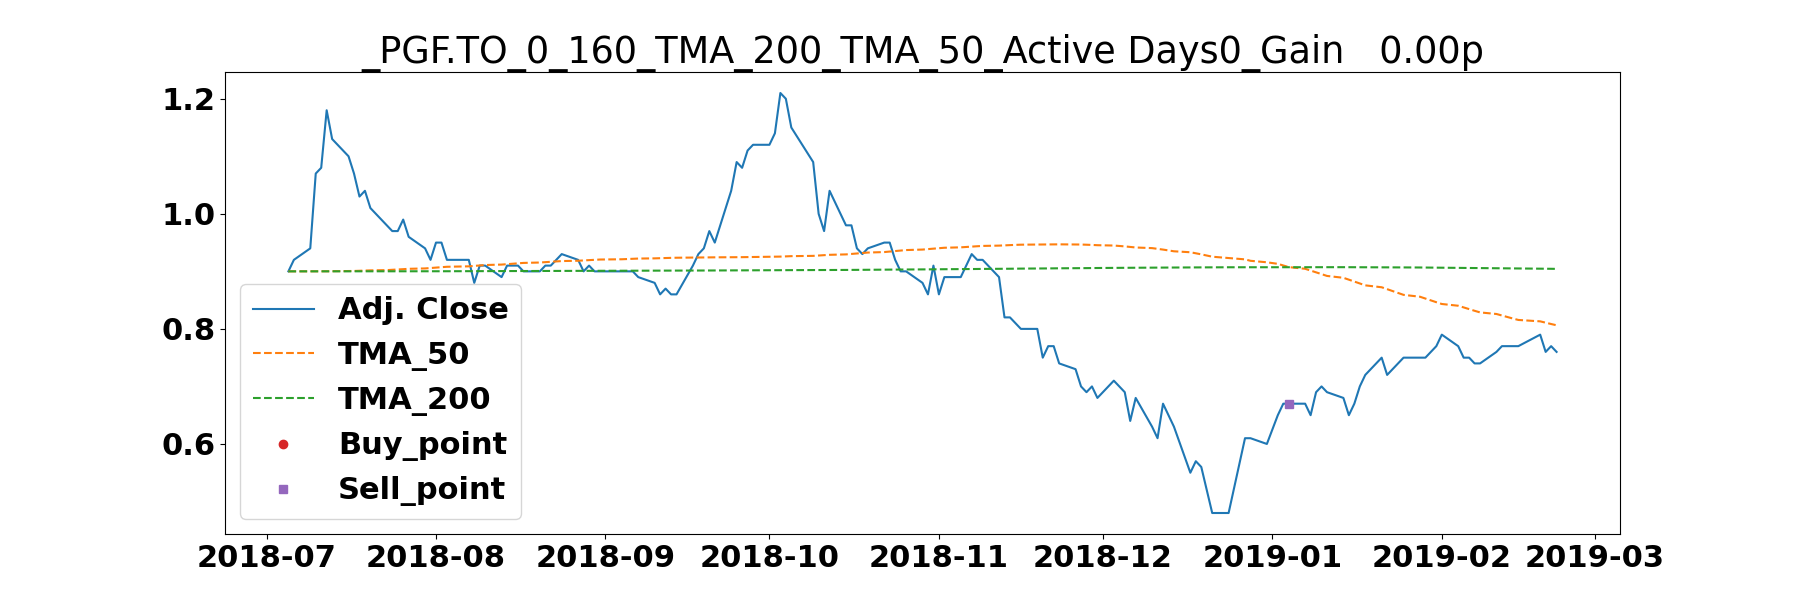 _PGF.TO_0_160_TMA_200_TMA_50_Active Days0_Gain   0.00p
1.2
1.0
0.8
0.6
Adj. Close
TMA_50
TMA_200
Buy_point
Sell_point
2018-07 2018-08 2018-09 2018-10 2018-11 2018-12 2019-01 2019-02 2019-03